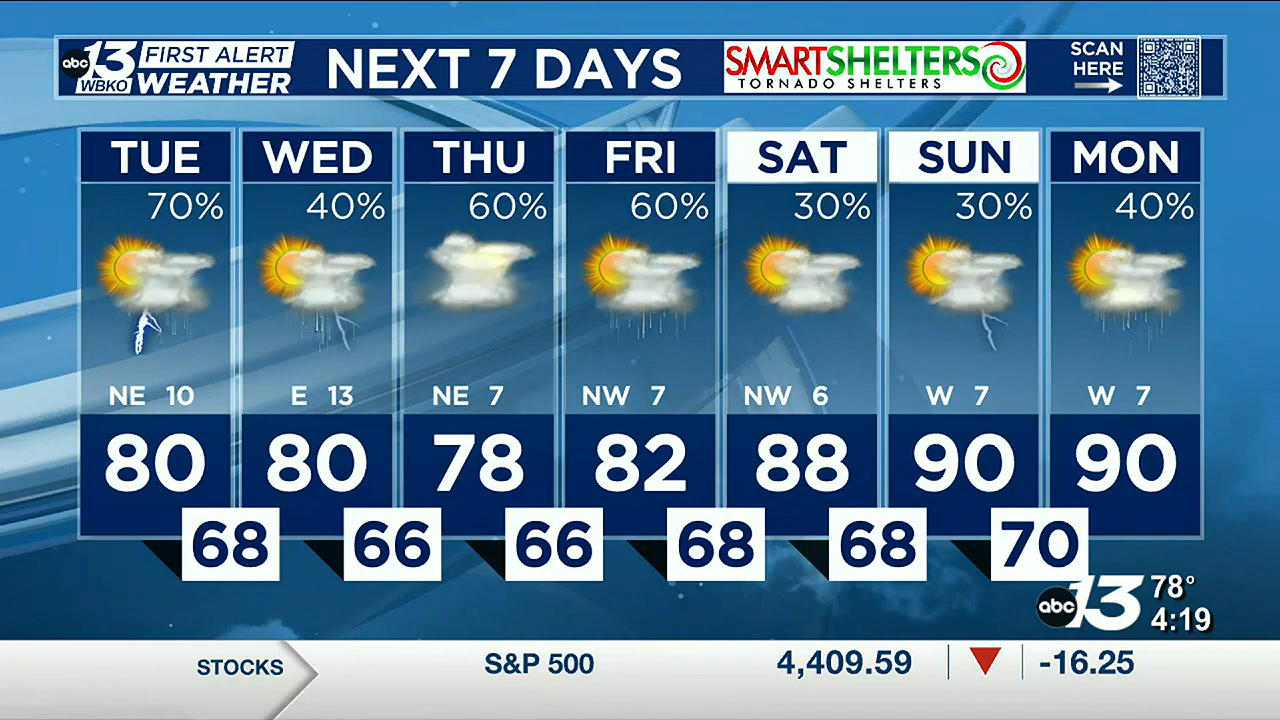 abc 13 WBKO FIRST ALERT WEATHER
NEXT 7 DAYS
SMARTSHELTERS
TORNADO SHELTERS
SCAN
HERE
TUE WED THU FRI SAT SUN MON
70% 40% 60% 60% 30% 30% 40%
NE 10 E 13 NE 7 NW 7 NW 6 W 7 W 7
80 80 78 82 88 90 90
68 66 66 68 68 70
abc 13 78°
4:19
STOCKS S&P 500 4,409.59 -16.25